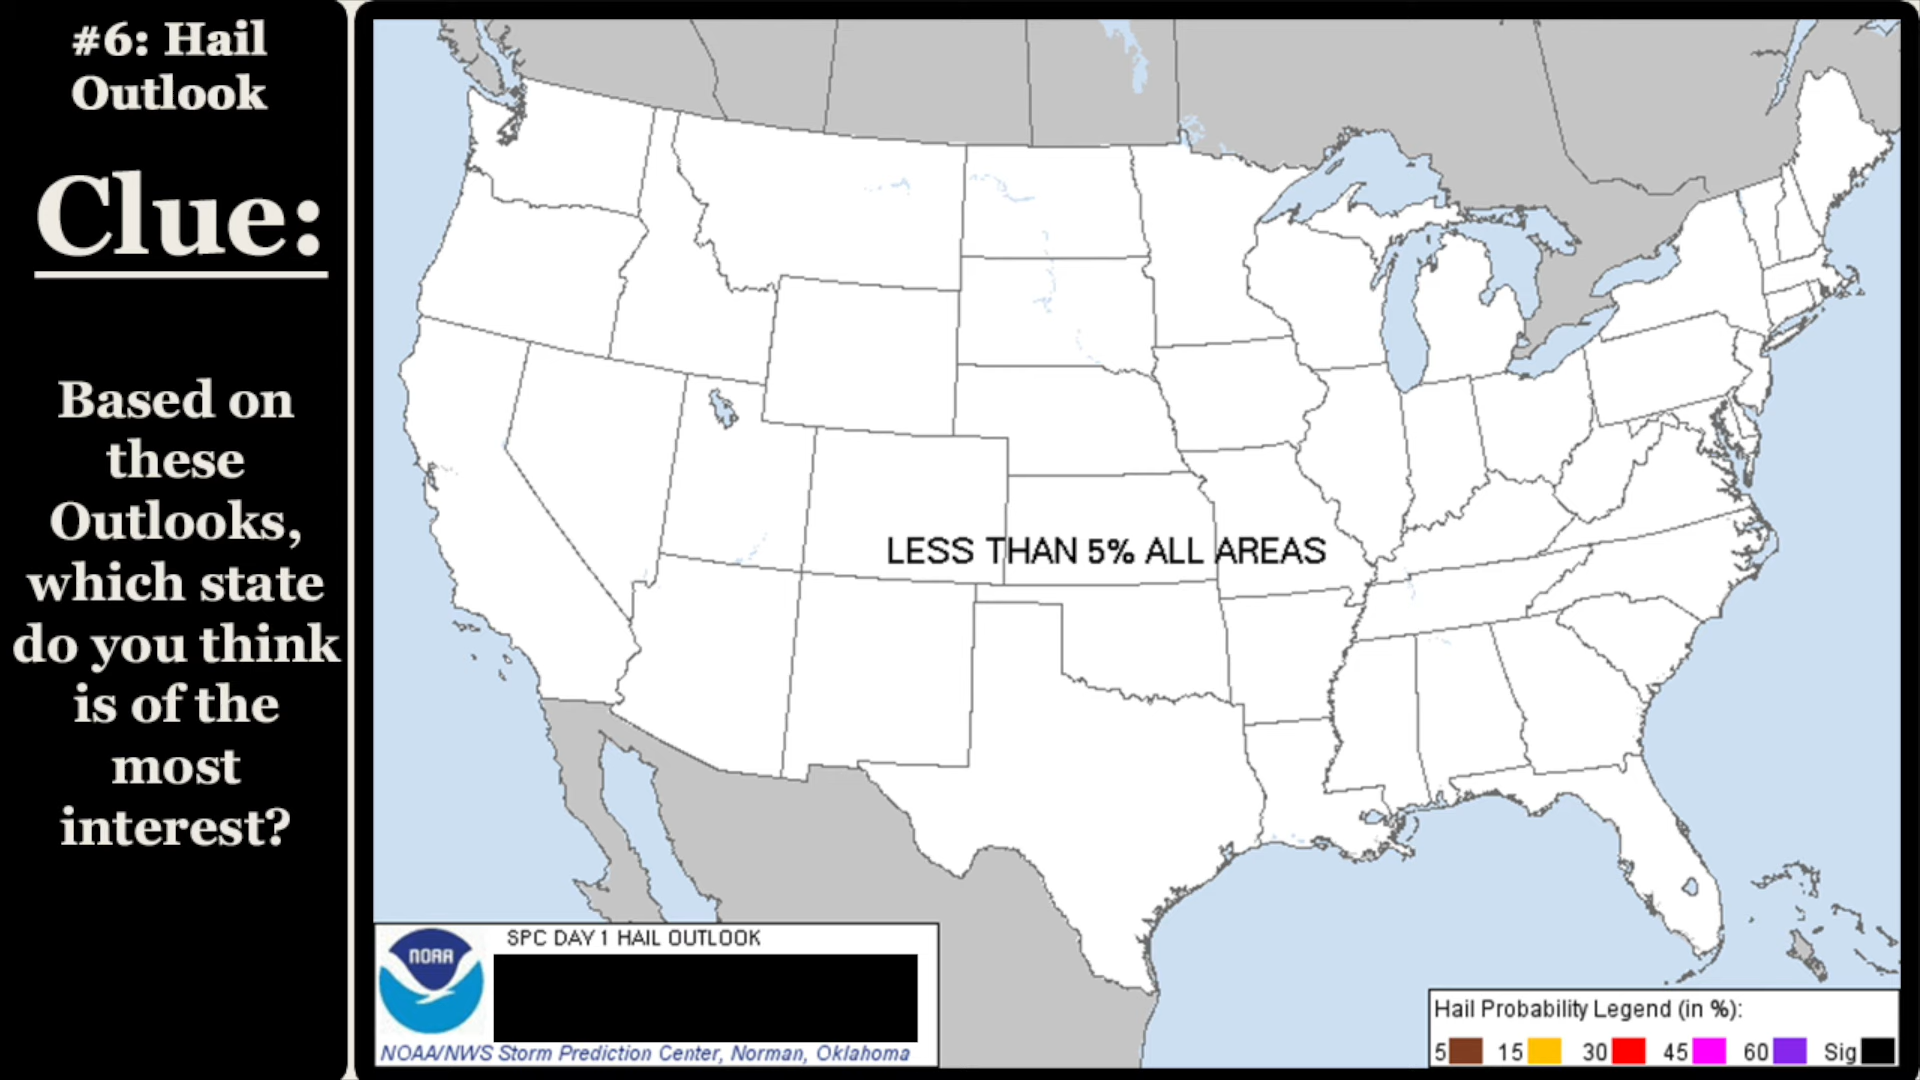 #6: Hail
Outlook
Clue:
Based on
these
Outlooks,
which state
do you think
is of the
most
interest?
LESS THAN 5% ALL AREAS
SPC DAY 1 HAIL OUTLOOK
NOAA
NOAA/NWS Storm Prediction Center, Norman, Oklahoma
Hail Probability Legend (in %):
5 15 30 45 60 Sig